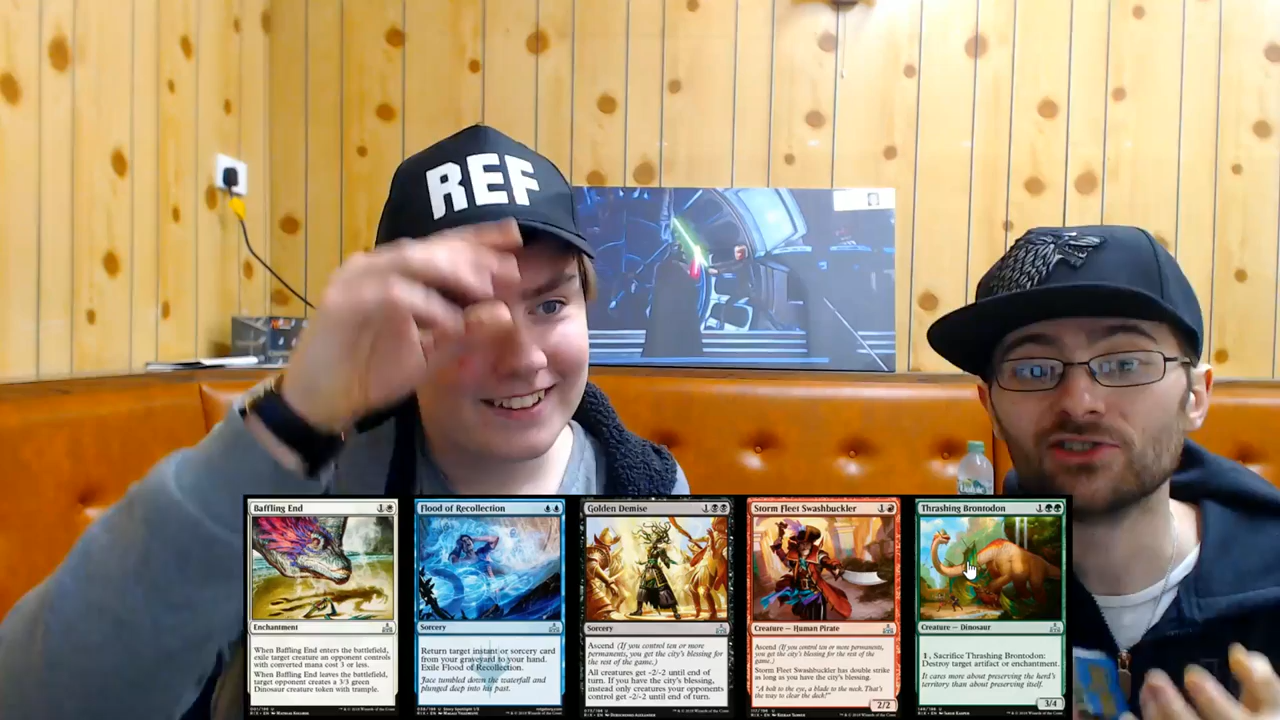 REF
Baffling End
Enchantment
When Baffling End enters the battlefield,
exile target creature an opponent controls
with converted mana cost 3 or less.
When Baffling End leaves the battlefield,
target opponent creates a 3/3 green
Dinosaur creature token with trample.
Flood of Recollection
Sorcery
Return target instant or sorcery card
from your graveyard to your hand.
Exile Flood of Recollection.
Jace tumbled down the waterfall and
plunged deep into his past.
Golden Demise 1
Sorcery
Ascend (If you control ten or more
permanents, you get the city's blessing for
the rest of the game.)
All creatures get -2/-2 until end of
turn. If you have the city's blessing,
instead only creatures your opponents
control get -2/-2 until end of turn.
Storm Fleet Swashbuckler 1
Creature — Human Pirate
Ascend (If you control ten or more permanents,
you get the city's blessing for the rest of the
game.)
Storm Fleet Swashbuckler has double strike
as long as you have the city's blessing.
"A bolt to the eye, a blade to the neck. That's
the way to clear the deck!"
2/2
Thrashing Brontodon 1
Creature — Dinosaur
1, Sacrifice Thrashing Brontodon:
Destroy target artifact or enchantment.
It cares more about preserving the herd's
territory than about preserving itself.
3/4